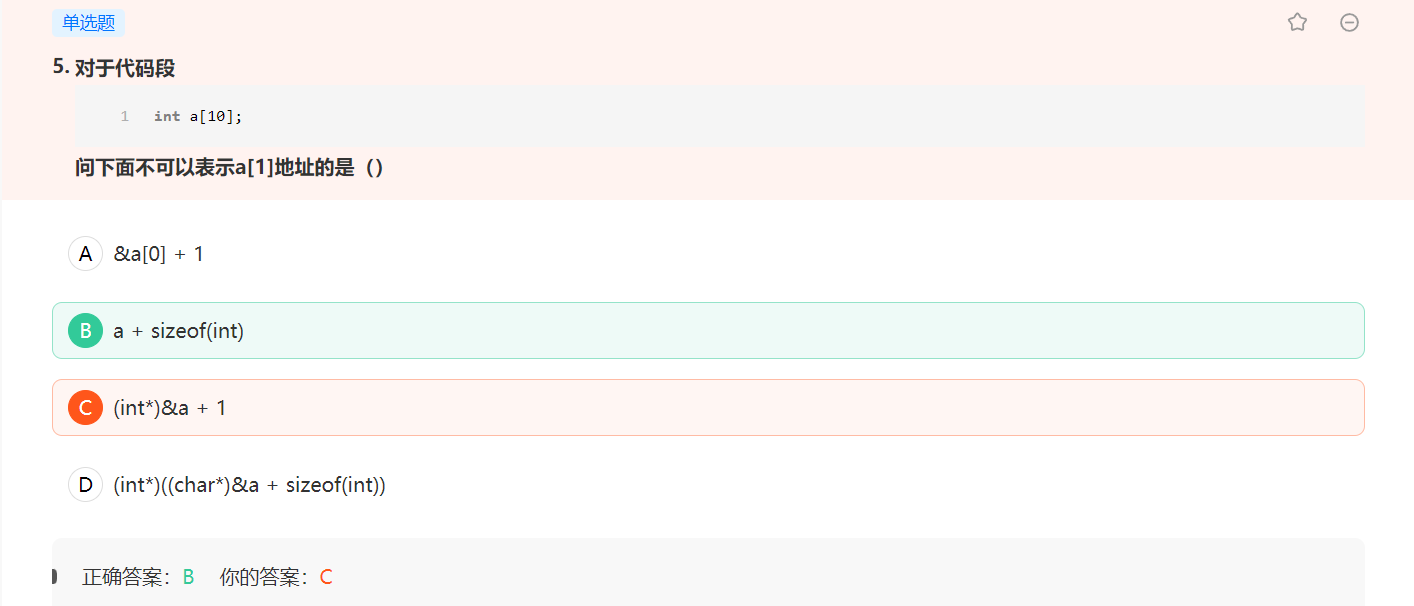 单选题
5. 对于代码段
1 int a[10];
问下面不可以表示a[1]地址的是（）
A &a[0] + 1
B a + sizeof(int)
C (int*)&a + 1
D (int*)((char*)&a + sizeof(int))
正确答案：B 你的答案：C